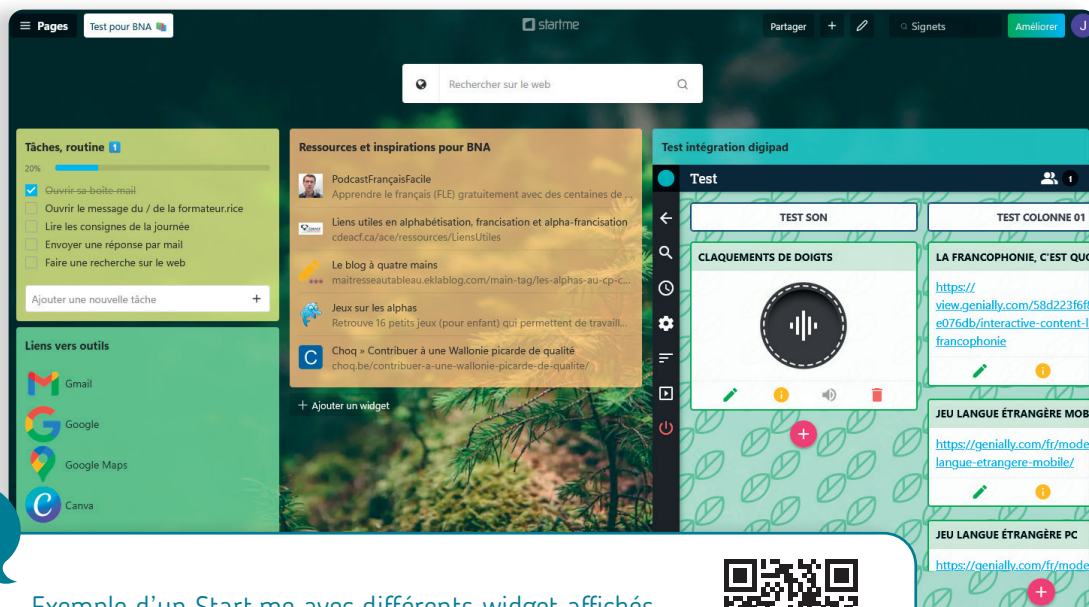 Pages
Test pour BNA
startme
Partager
+
Signets
Améliorer
J
Rechercher sur le web
Tâches, routine 1
20%
Ouvrir sa boite mail
Ouvrir le message du / de la formateur.rice
Lire les consignes de la journée
Envoyer une réponse par mail
Faire une recherche sur le web
Ajouter une nouvelle tâche +
Liens vers outils
Gmail
Google
Google Maps
Canva
Ressources et inspirations pour BNA
PodcastFrançaisFacile
Apprendre le français (FLE) gratuitement avec des centaines de ...
Liens utiles en alphabétisation, francisation et alpha-francisation
cdeacf.ca/ace/ressources/LiensUtiles
Le blog à quatre mains
maitresseautableau.eklablog.com/main-tag/les-alphas-au-cp-c...
Jeux sur les alphas
Retrouve 16 petits jeux (pour enfant) qui permettent de travaill...
C
Choq » Contribuer à une Wallonie picarde de qualité
choq.be/contribuer-a-une-wallonie-picarde-de-qualite/
+ Ajouter un widget
Test intégration digipad
Test
1
TEST SON
CLAQUEMENTS DE DOIGTS
TEST COLONNE 01
LA FRANCOPHONIE, C'EST QUO
https://
view.genially.com/58d223f6f8
e076db/interactive-content-l
francophonie
JEU LANGUE ÉTRANGÈRE MOB
https://genially.com/fr/mode
langue-etrangere-mobile/
JEU LANGUE ÉTRANGÈRE PC
https://genially.com/fr/mode
Exemple d'un Start.me avec différents widget affichés